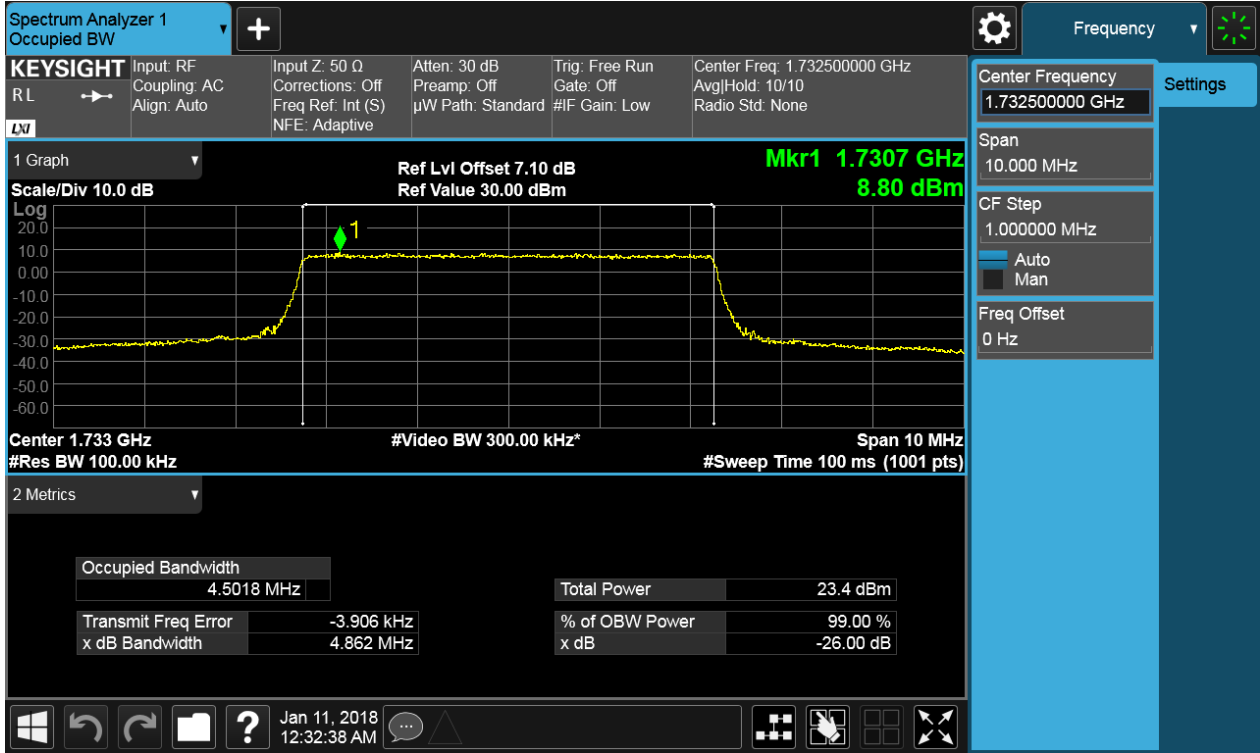 Spectrum Analyzer 1
Occupied BW
Frequency
KEYSIGHT
RL
LXI
Input: RF
Coupling: AC
Align: Auto
Input Z: 50 Ω
Corrections: Off
Freq Ref: Int (S)
NFE: Adaptive
Atten: 30 dB
Preamp: Off
µW Path: Standard
Trig: Free Run
Gate: Off
#IF Gain: Low
Center Freq: 1.732500000 GHz
Avg|Hold: 10/10
Radio Std: None
Center Frequency
1.732500000 GHz
Settings
Span
10.000 MHz
CF Step
1.000000 MHz
Auto
Man
Freq Offset
0 Hz
1 Graph
Scale/Div 10.0 dB
Ref Lvl Offset 7.10 dB
Ref Value 30.00 dBm
Mkr1 1.7307 GHz
8.80 dBm
Log
20.0
10.0
0.00
-10.0
-20.0
-30.0
-40.0
-50.0
-60.0
1
Center 1.733 GHz
#Res BW 100.00 kHz
#Video BW 300.00 kHz*
Span 10 MHz
#Sweep Time 100 ms (1001 pts)
2 Metrics
Occupied Bandwidth
4.5018 MHz
Transmit Freq Error -3.906 kHz
x dB Bandwidth 4.862 MHz
Total Power 23.4 dBm
% of OBW Power 99.00 %
x dB -26.00 dB
?
Jan 11, 2018
12:32:38 AM